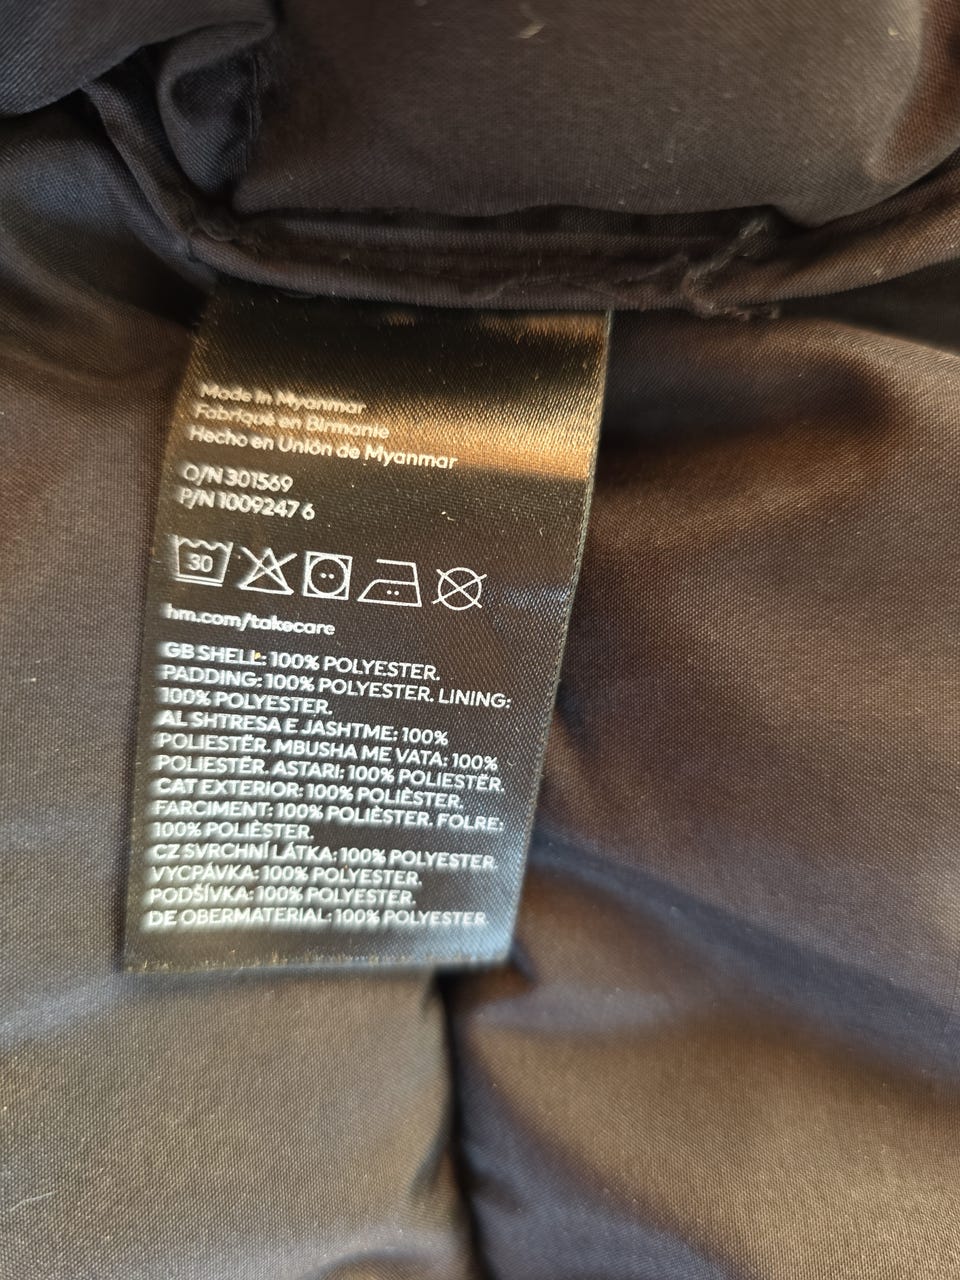 Made in Myanmar
Fabriqué en Birmanie
Hecho en Unión de Myanmar
O/N 301569
P/N 1009247 6
30
hm.com/takecare
GB SHELL: 100% POLYESTER.
PADDING: 100% POLYESTER. LINING:
100% POLYESTER.
AL SHTRESA E JASHTME: 100%
POLIESTËR. MBUSHA ME VATA: 100%
POLIESTËR. ASTARI: 100% POLIESTËR.
CAT EXTERIOR: 100% POLIÈSTER.
FARCIMENT: 100% POLIÈSTER. FOLRE:
100% POLIÈSTER.
CZ SVRCHNÍ LÁTKA: 100% POLYESTER.
VYCPÁVKA: 100% POLYESTER.
PODŠÍVKA: 100% POLYESTER.
DE OBERMATERIAL: 100% POLYESTER.